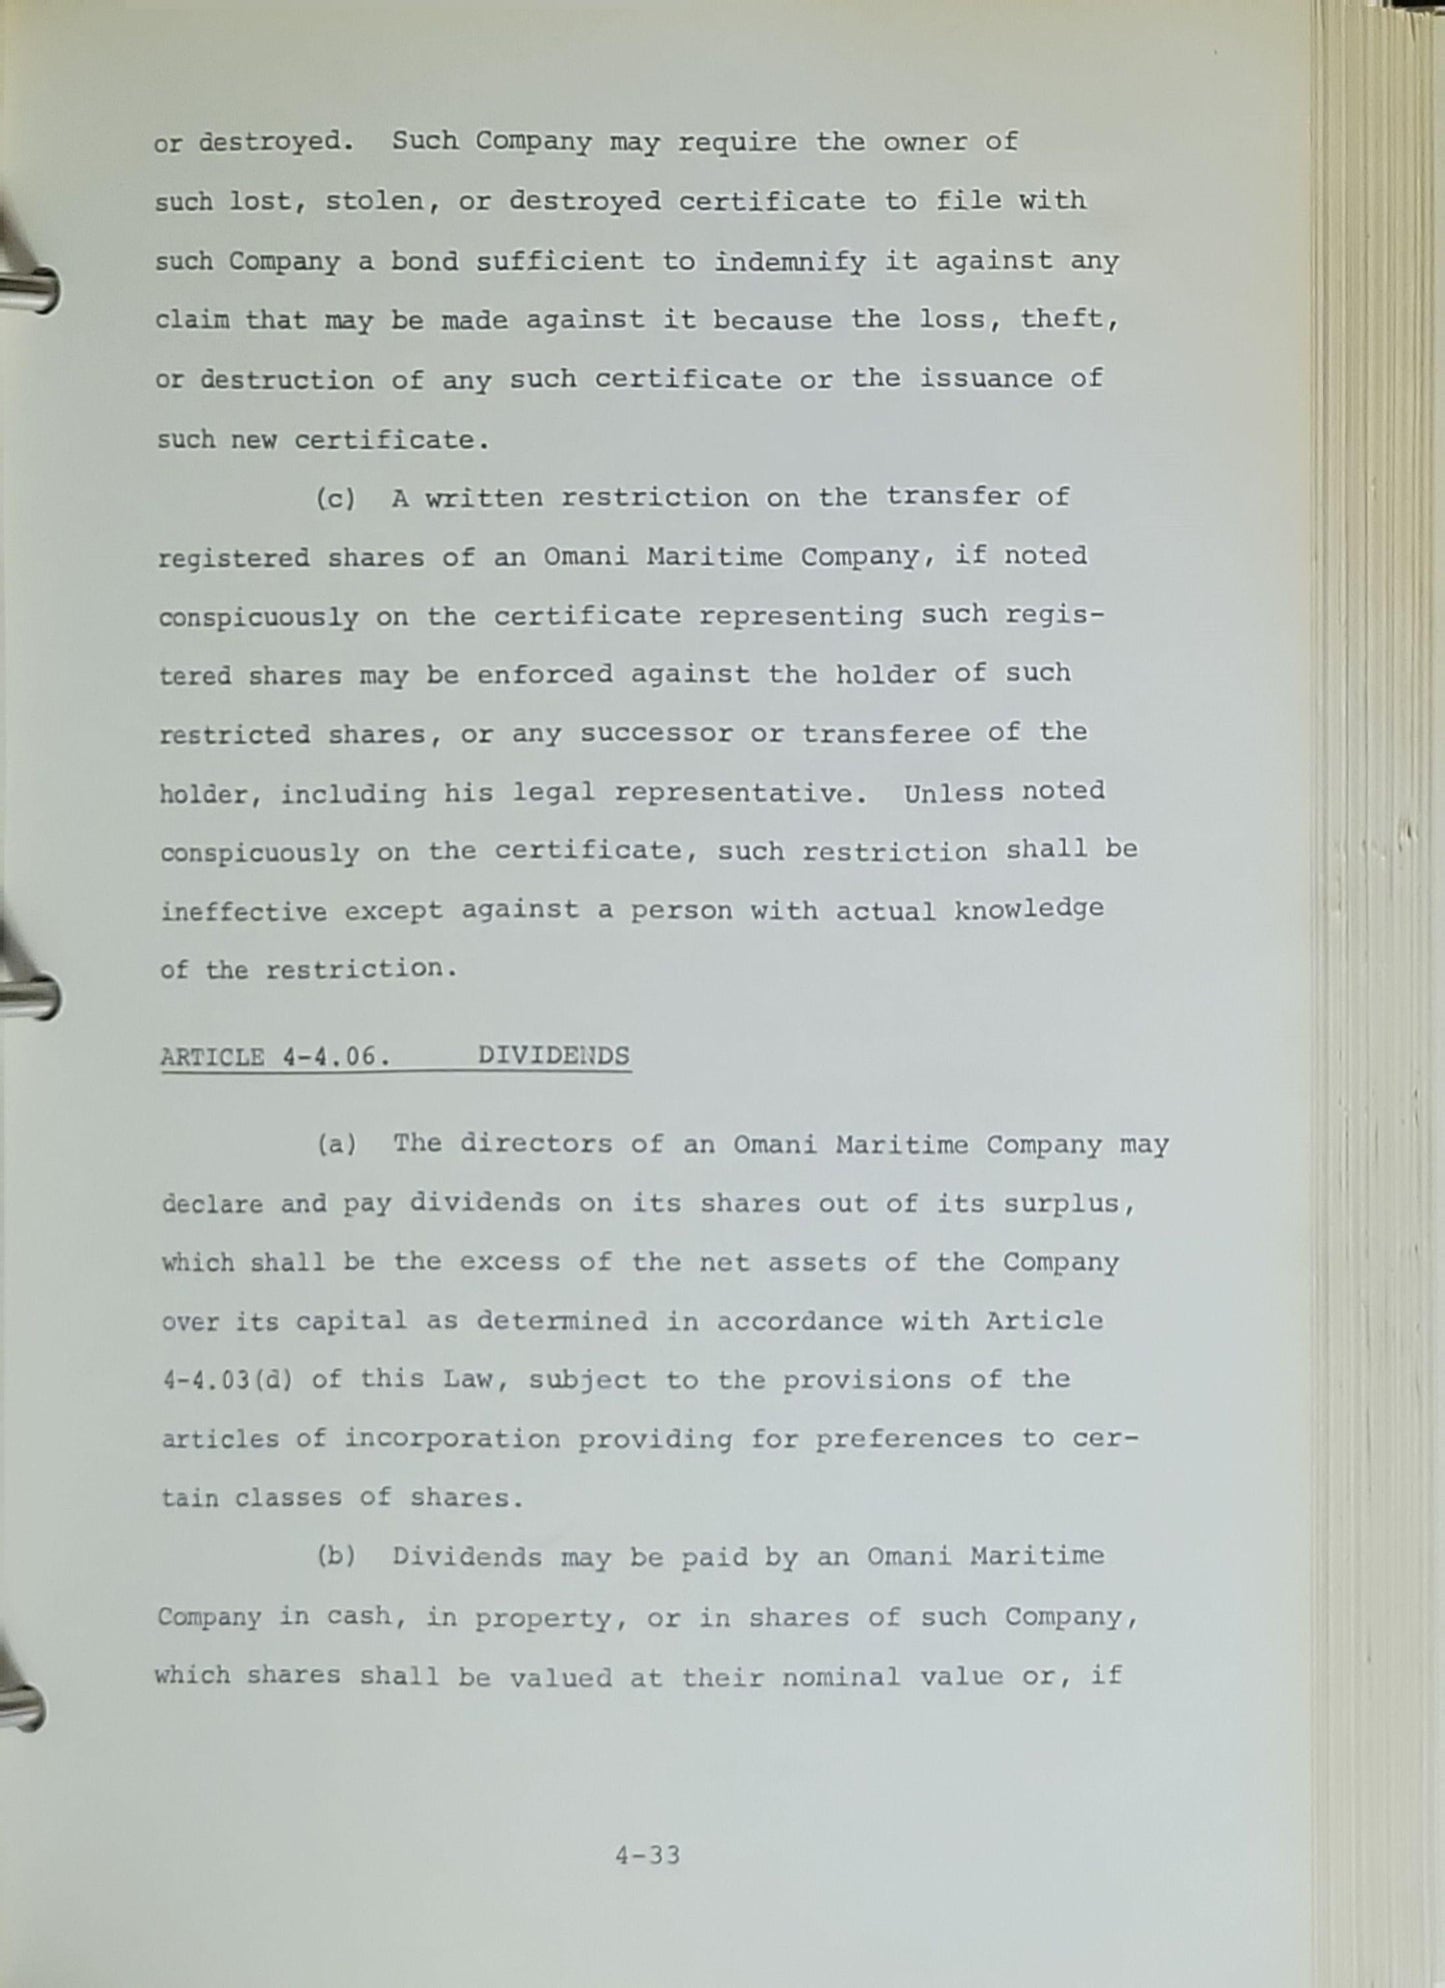 or destroyed. Such Company may require the owner of
such lost, stolen, or destroyed certificate to file with
such Company a bond sufficient to indemnify it against any
claim that may be made against it because the loss, theft,
or destruction of any such certificate or the issuance of
such new certificate.
(c) A written restriction on the transfer of
registered shares of an Omani Maritime Company, if noted
conspicuously on the certificate representing such regis-
tered shares may be enforced against the holder of such
restricted shares, or any successor or transferee of the
holder, including his legal representative. Unless noted
conspicuously on the certificate, such restriction shall be
ineffective except against a person with actual knowledge
of the restriction.
ARTICLE 4-4.06. DIVIDENDS
(a) The directors of an Omani Maritime Company may
declare and pay dividends on its shares out of its surplus,
which shall be the excess of the net assets of the Company
over its capital as determined in accordance with Article
4-4.03(d) of this Law, subject to the provisions of the
articles of incorporation providing for preferences to cer-
tain classes of shares.
(b) Dividends may be paid by an Omani Maritime
Company in cash, in property, or in shares of such Company,
which shares shall be valued at their nominal value or, if
4-33